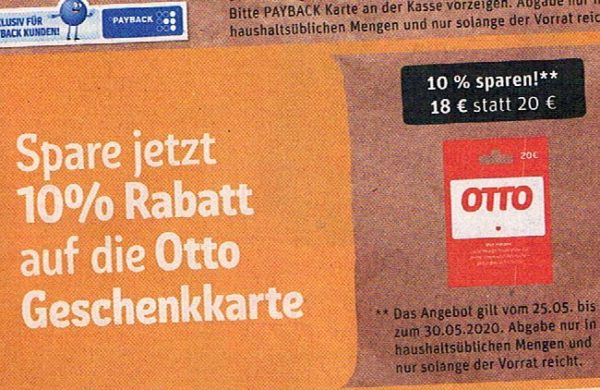 KLUSIV FÜR
BACK KUNDEN!
PAYBACK
Bitte PAYBACK Karte an der Kasse vorzeigen. Abgabe nur in
haushaltsüblichen Mengen und nur solange der Vorrat reic
10 % sparen!**
18 € statt 20 €
Spare jetzt
10% Rabatt
auf die Otto
Geschenkkarte
20€
OTTO
** Das Angebot gilt vom 25.05. bis
zum 30.05.2020. Abgabe nur in
haushaltsüblichen Mengen und
nur solange der Vorrat reicht.